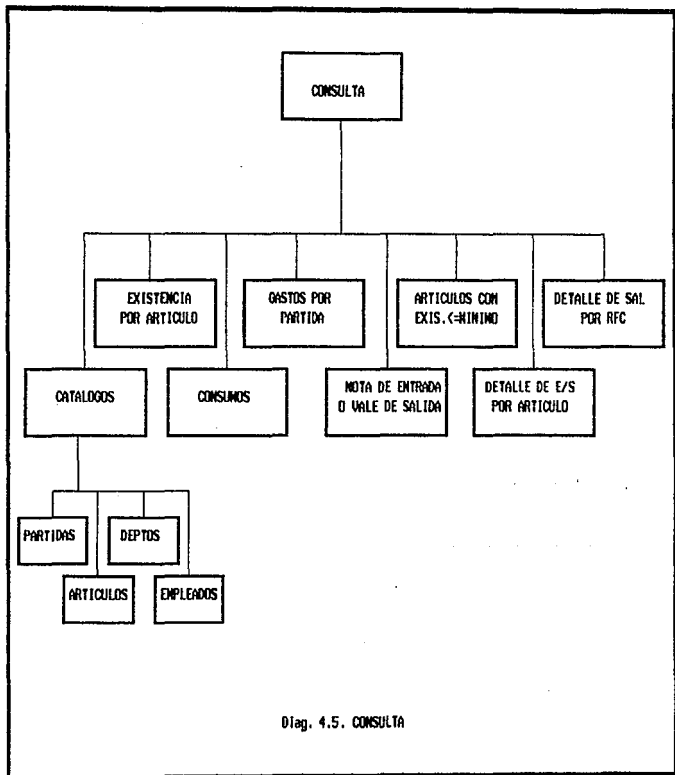 CONSULTA
EXISTENCIA
POR ARTICULO
GASTOS POR
PARTIDA
ARTICULOS CON
EXIS.<=MINIMO
DETALLE DE SAL
POR RFC
CATALOGOS
CONSUMOS
NOTA DE ENTRADA
O VALE DE SALIDA
DETALLE DE E/S
POR ARTICULO
PARTIDAS
DEPTOS
ARTICULOS
EMPLEADOS
Diag. 4.5. CONSULTA